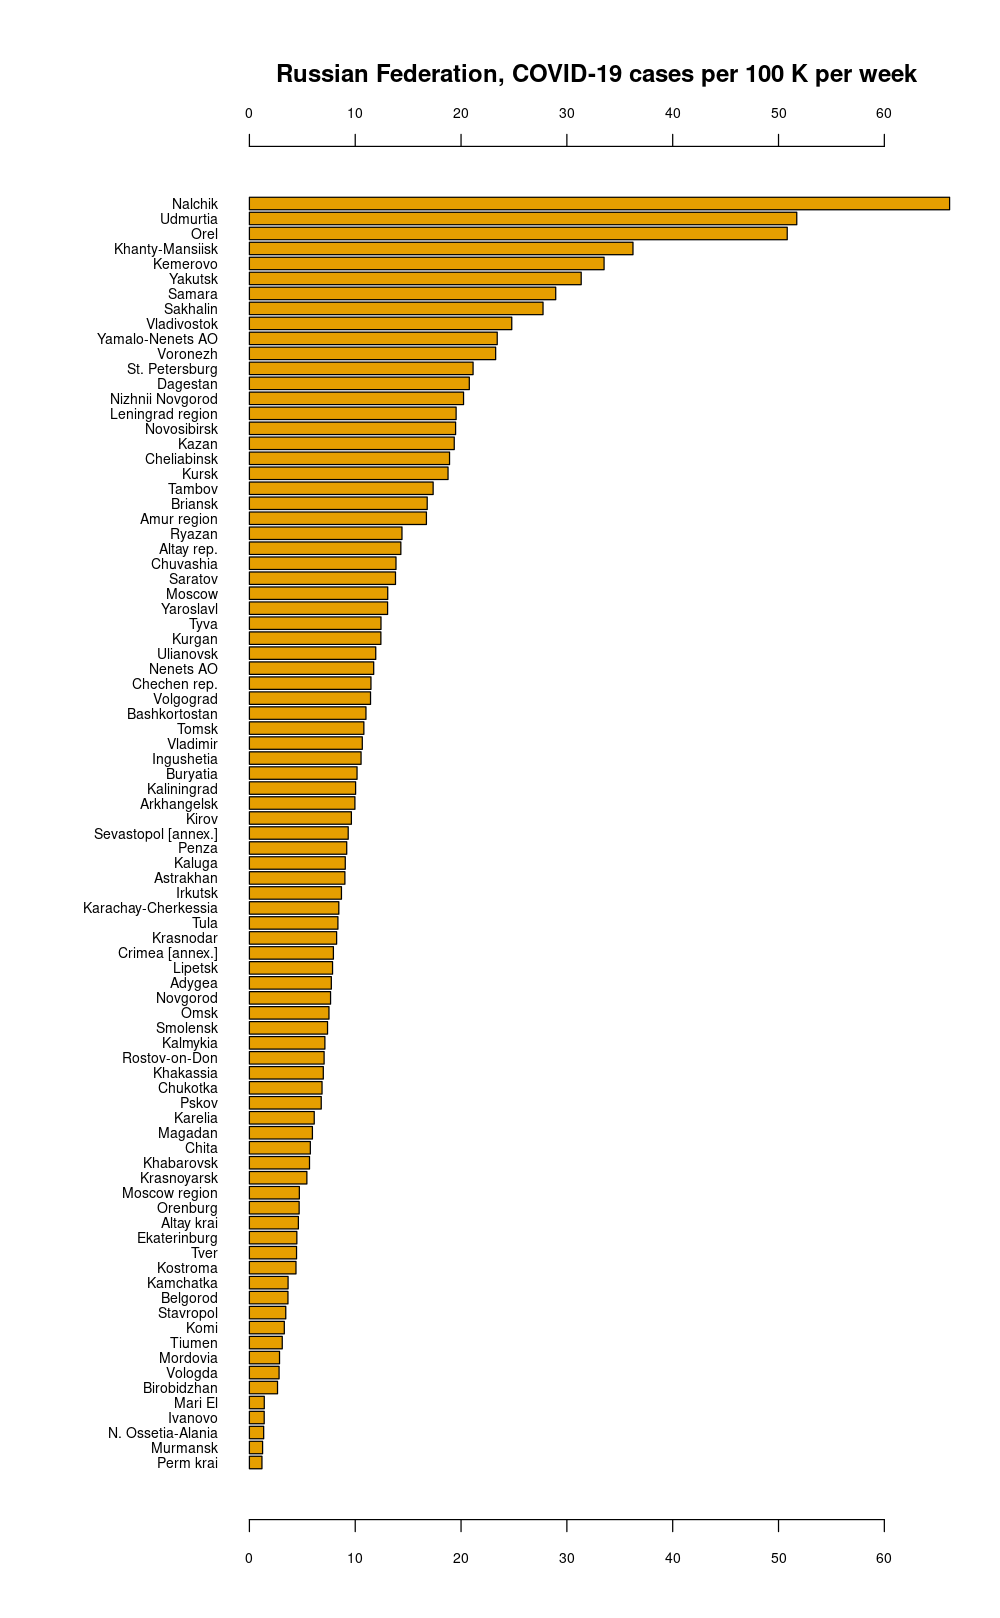 Russian Federation, COVID-19 cases per 100 K per week
0 10 20 30 40 50 60
Nalchik
Udmurtia
Orel
Khanty-Mansiisk
Kemerovo
Yakutsk
Samara
Sakhalin
Vladivostok
Yamalo-Nenets AO
Voronezh
St. Petersburg
Dagestan
Nizhnii Novgorod
Leningrad region
Novosibirsk
Kazan
Cheliabinsk
Kursk
Tambov
Briansk
Amur region
Ryazan
Altay rep.
Chuvashia
Saratov
Moscow
Yaroslavl
Tyva
Kurgan
Ulianovsk
Nenets AO
Chechen rep.
Volgograd
Bashkortostan
Tomsk
Vladimir
Ingushetia
Buryatia
Kaliningrad
Arkhangelsk
Kirov
Sevastopol [annex.]
Penza
Kaluga
Astrakhan
Irkutsk
Karachay-Cherkessia
Tula
Krasnodar
Crimea [annex.]
Lipetsk
Adygea
Novgorod
Omsk
Smolensk
Kalmykia
Rostov-on-Don
Khakassia
Chukotka
Pskov
Karelia
Magadan
Chita
Khabarovsk
Krasnoyarsk
Moscow region
Orenburg
Altay krai
Ekaterinburg
Tver
Kostroma
Kamchatka
Belgorod
Stavropol
Komi
Tiumen
Mordovia
Vologda
Birobidzhan
Mari El
Ivanovo
N. Ossetia-Alania
Murmansk
Perm krai
0 10 20 30 40 50 60